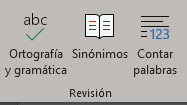 abc
123
Ortografía Sinónimos Contar
y gramática palabras
Revisión